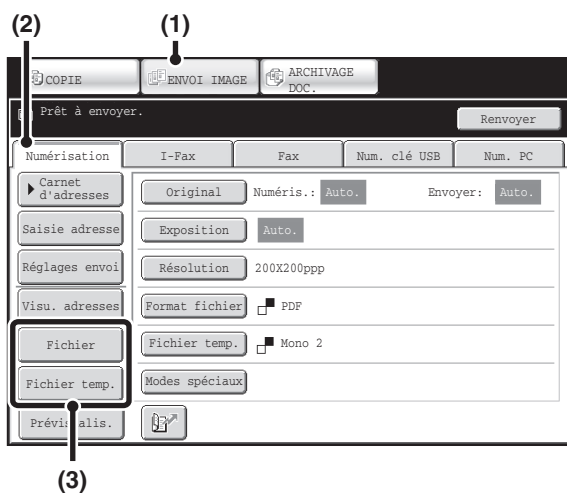 (2) (1)
COPIE ENVOI IMAGE ARCHIVAGE
DOC.
Prêt à envoyer.
Renvoyer
Numérisation I-Fax Fax Num. clé USB Num. PC
Carnet
d'adresses
Original Numéris.: Auto. Envoyer: Auto.
Saisie adresse Exposition Auto.
Réglages envoi Résolution 200X200ppp
Visu. adresses Format fichier PDF
Fichier Fichier temp. Mono 2
Fichier temp. Modes spéciaux
(3)